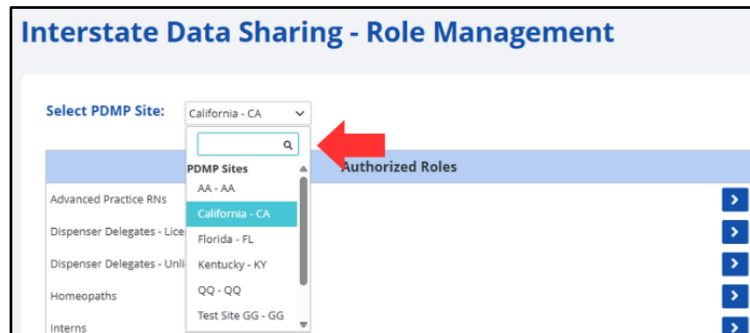 Interstate Data Sharing - Role Management
Select PDMP Site:
California - CA
PDMP Sites
AA - AA
California - CA
Florida - FL
Kentucky - KY
QQ - QQ
Test Site GG - GG
Authorized Roles
Advanced Practice RNs
Dispenser Delegates - Lice
Dispenser Delegates - Unli
Homeopaths
Interns